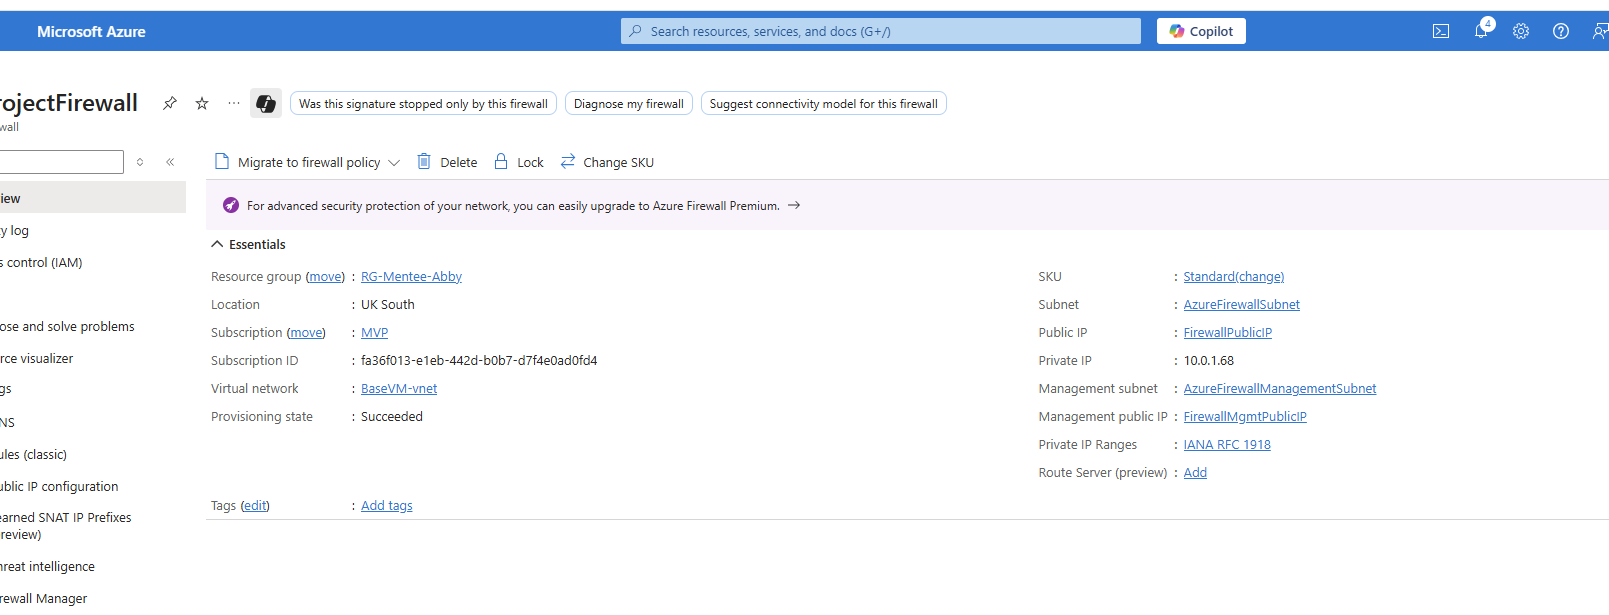 Microsoft Azure
Search resources, services, and docs (G+/)
Copilot
4
rojectFirewall
wall
Was this signature stopped only by this firewall
Diagnose my firewall
Suggest connectivity model for this firewall
Migrate to firewall policy
Delete
Lock
Change SKU
For advanced security protection of your network, you can easily upgrade to Azure Firewall Premium. →
iew
y log
s control (IAM)
ose and solve problems
rce visualizer
gs
NS
ules (classic)
ublic IP configuration
earned SNAT IP Prefixes
review)
hreat intelligence
rewall Manager
Essentials
Resource group (move) : RG-Mentee-Abby
Location : UK South
Subscription (move) : MVP
Subscription ID : fa36f013-e1eb-442d-b0b7-d7f4e0ad0fd4
Virtual network : BaseVM-vnet
Provisioning state : Succeeded
SKU : Standard(change)
Subnet : AzureFirewallSubnet
Public IP : FirewallPublicIP
Private IP : 10.0.1.68
Management subnet : AzureFirewallManagementSubnet
Management public IP : FirewallMgmtPublicIP
Private IP Ranges : IANA RFC 1918
Route Server (preview) : Add
Tags (edit) : Add tags